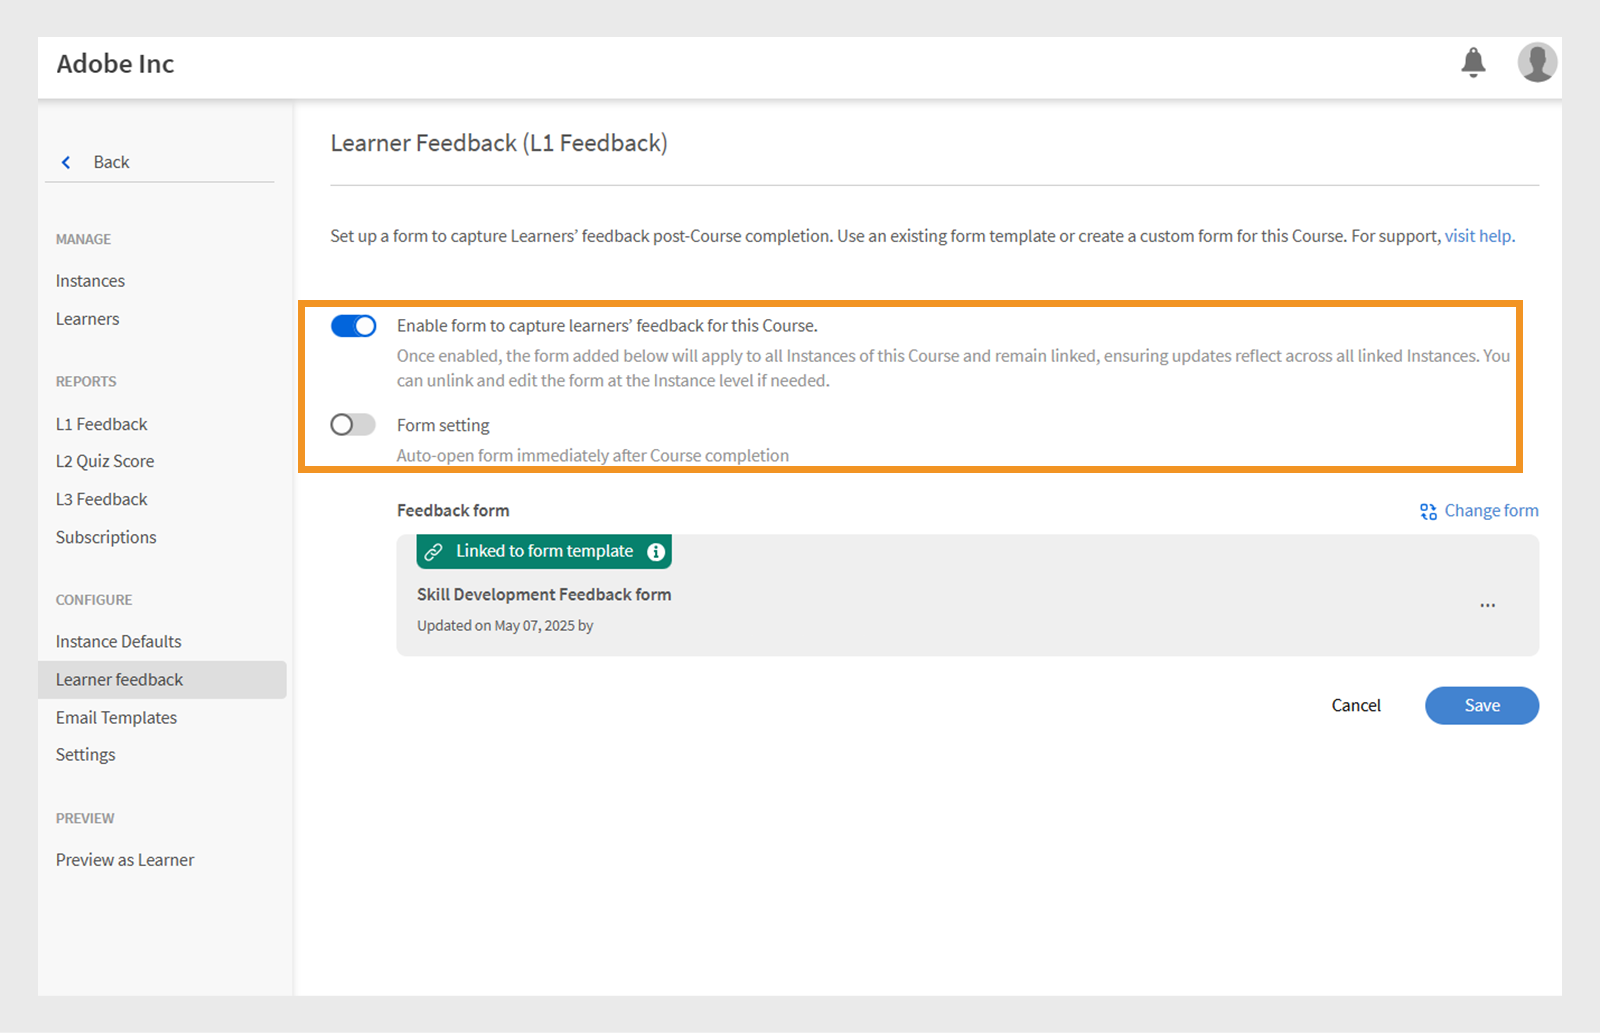 Adobe Inc
Back
MANAGE
Instances
Learners
REPORTS
L1 Feedback
L2 Quiz Score
L3 Feedback
Subscriptions
CONFIGURE
Instance Defaults
Learner feedback
Email Templates
Settings
PREVIEW
Preview as Learner
Learner Feedback (L1 Feedback)
Set up a form to capture Learners’ feedback post-Course completion. Use an existing form template or create a custom form for this Course. For support, visit help.
Enable form to capture learners’ feedback for this Course.
Once enabled, the form added below will apply to all Instances of this Course and remain linked, ensuring updates reflect across all linked Instances. You
can unlink and edit the form at the Instance level if needed.
Form setting
Auto-open form immediately after Course completion
Feedback form
Change form
Linked to form template
Skill Development Feedback form
Updated on May 07, 2025 by
Cancel
Save